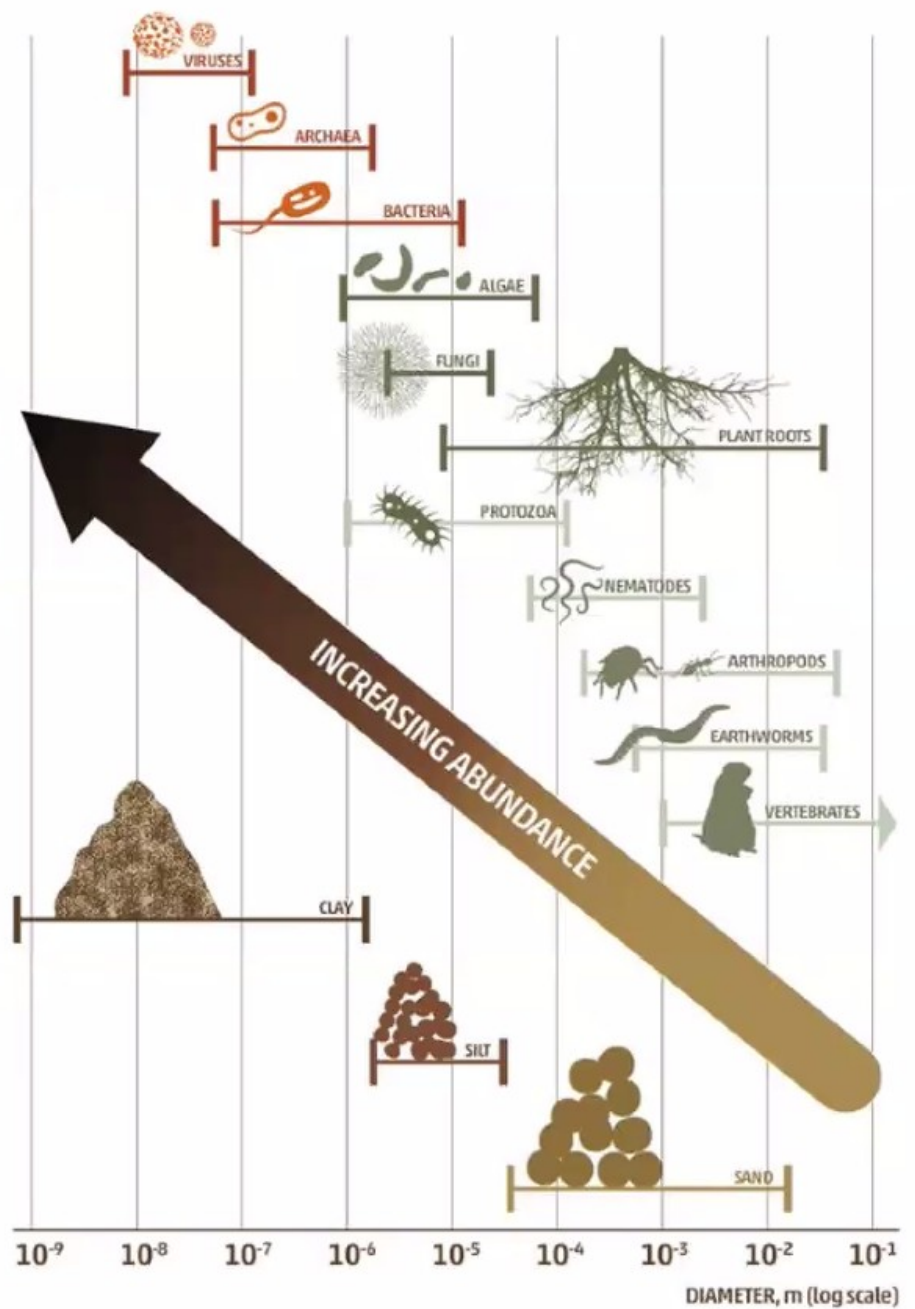 VIRUSES
ARCHAEA
BACTERIA
ALGAE
FUNGI
PLANT ROOTS
PROTOZOA
NEMATODES
ARTHROPODS
EARTHWORMS
VERTEBRATES
INCREASING ABUNDANCE
CLAY
SILT
SAND
10⁻⁹ 10⁻⁸ 10⁻⁷ 10⁻⁶ 10⁻⁵ 10⁻⁴ 10⁻³ 10⁻² 10⁻¹
DIAMETER, m (log scale)